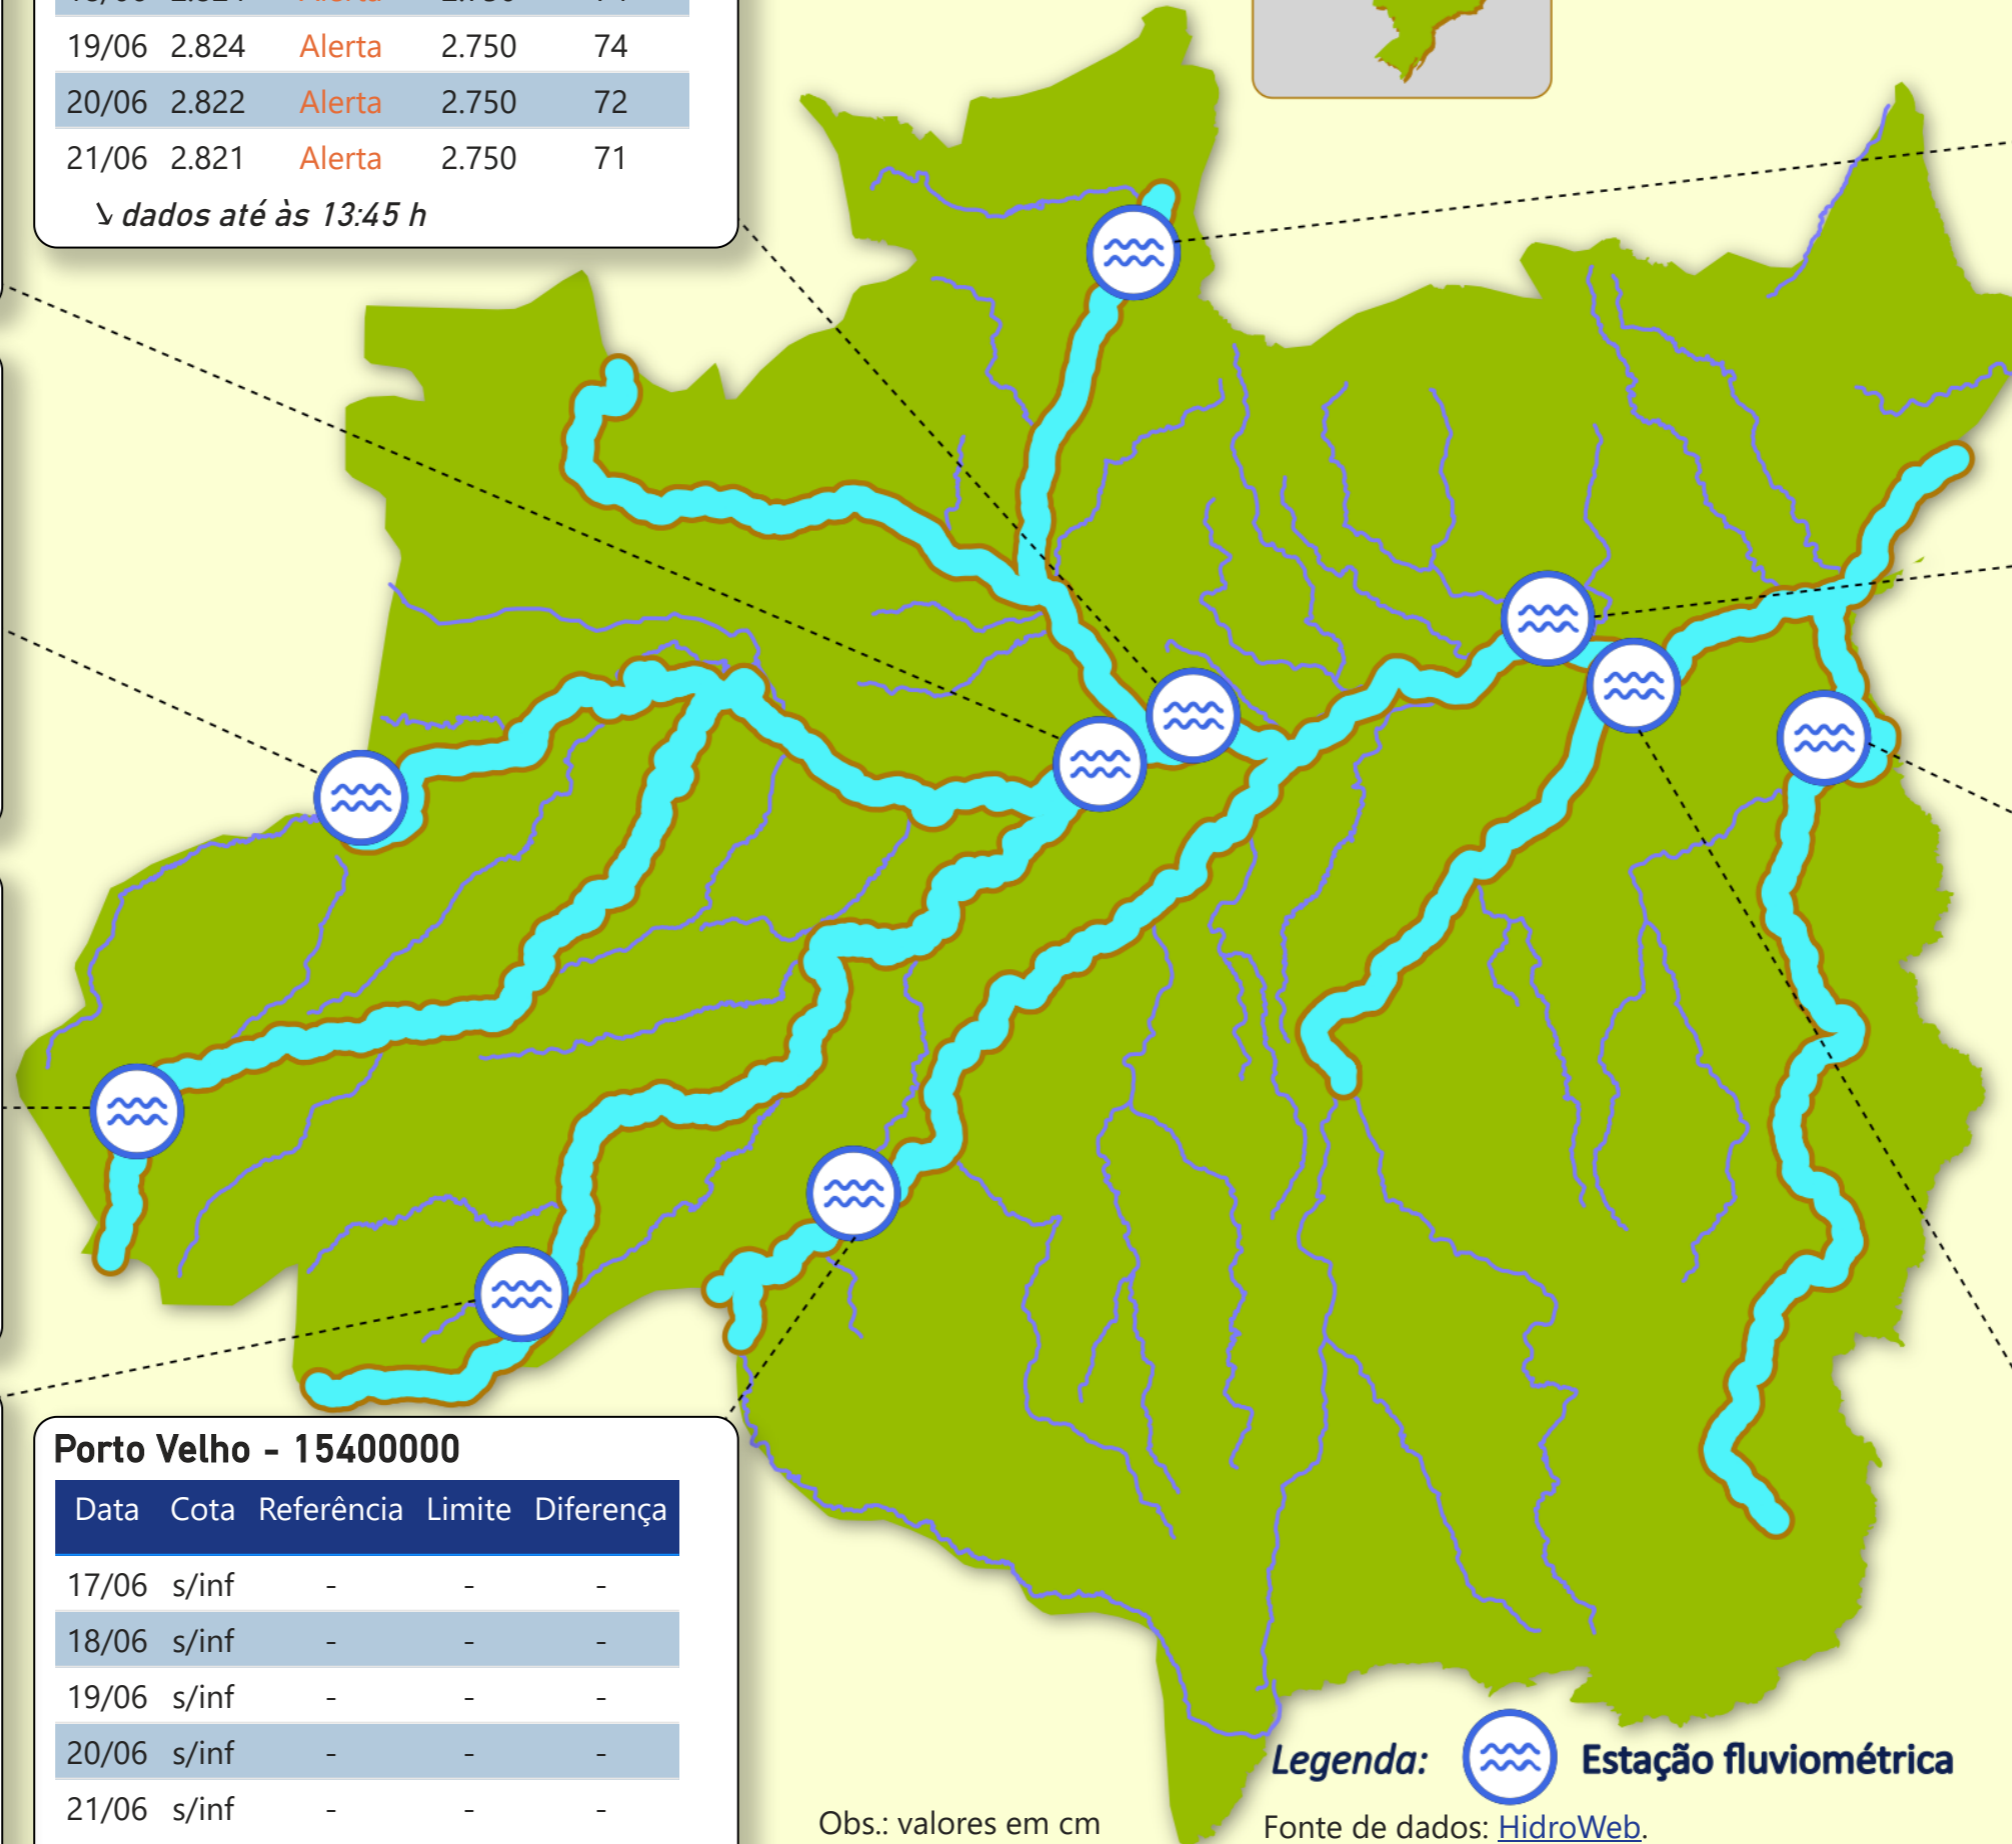 19/06 2.824 Alerta 2.750 74
20/06 2.822 Alerta 2.750 72
21/06 2.821 Alerta 2.750 71
↘ dados até às 13:45 h
Porto Velho - 15400000
Data Cota Referência Limite Diferença
17/06 s/inf - - -
18/06 s/inf - - -
19/06 s/inf - - -
20/06 s/inf - - -
21/06 s/inf - - -
Legenda: Estação fluviométrica
Obs.: valores em cm
Fonte de dados: HidroWeb.